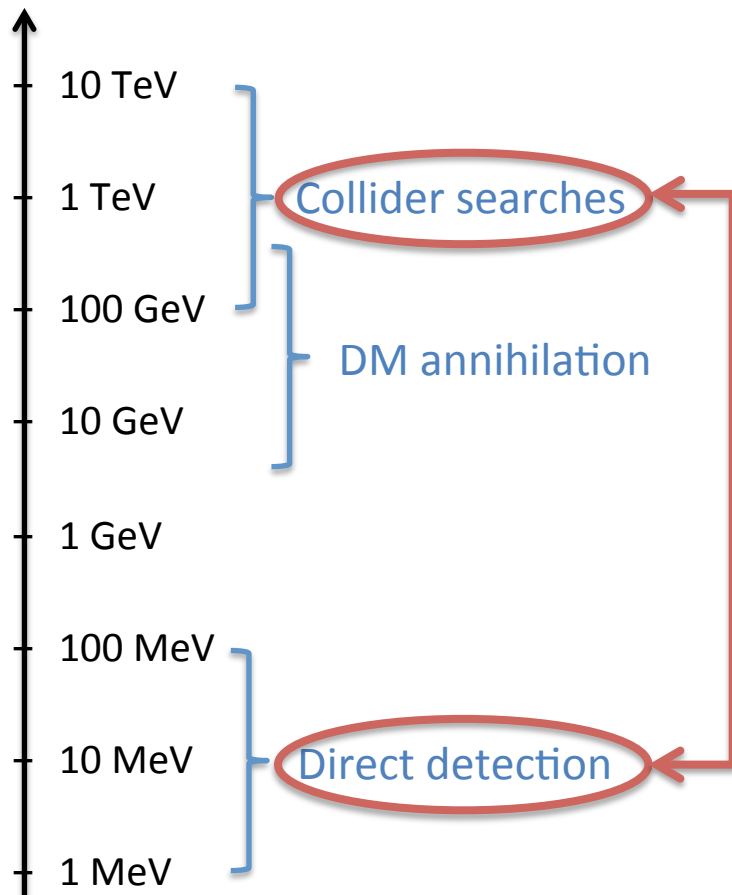 10 TeV
1 TeV
Collider searches
100 GeV
DM annihilation
10 GeV
1 GeV
100 MeV
10 MeV
Direct detection
1 MeV